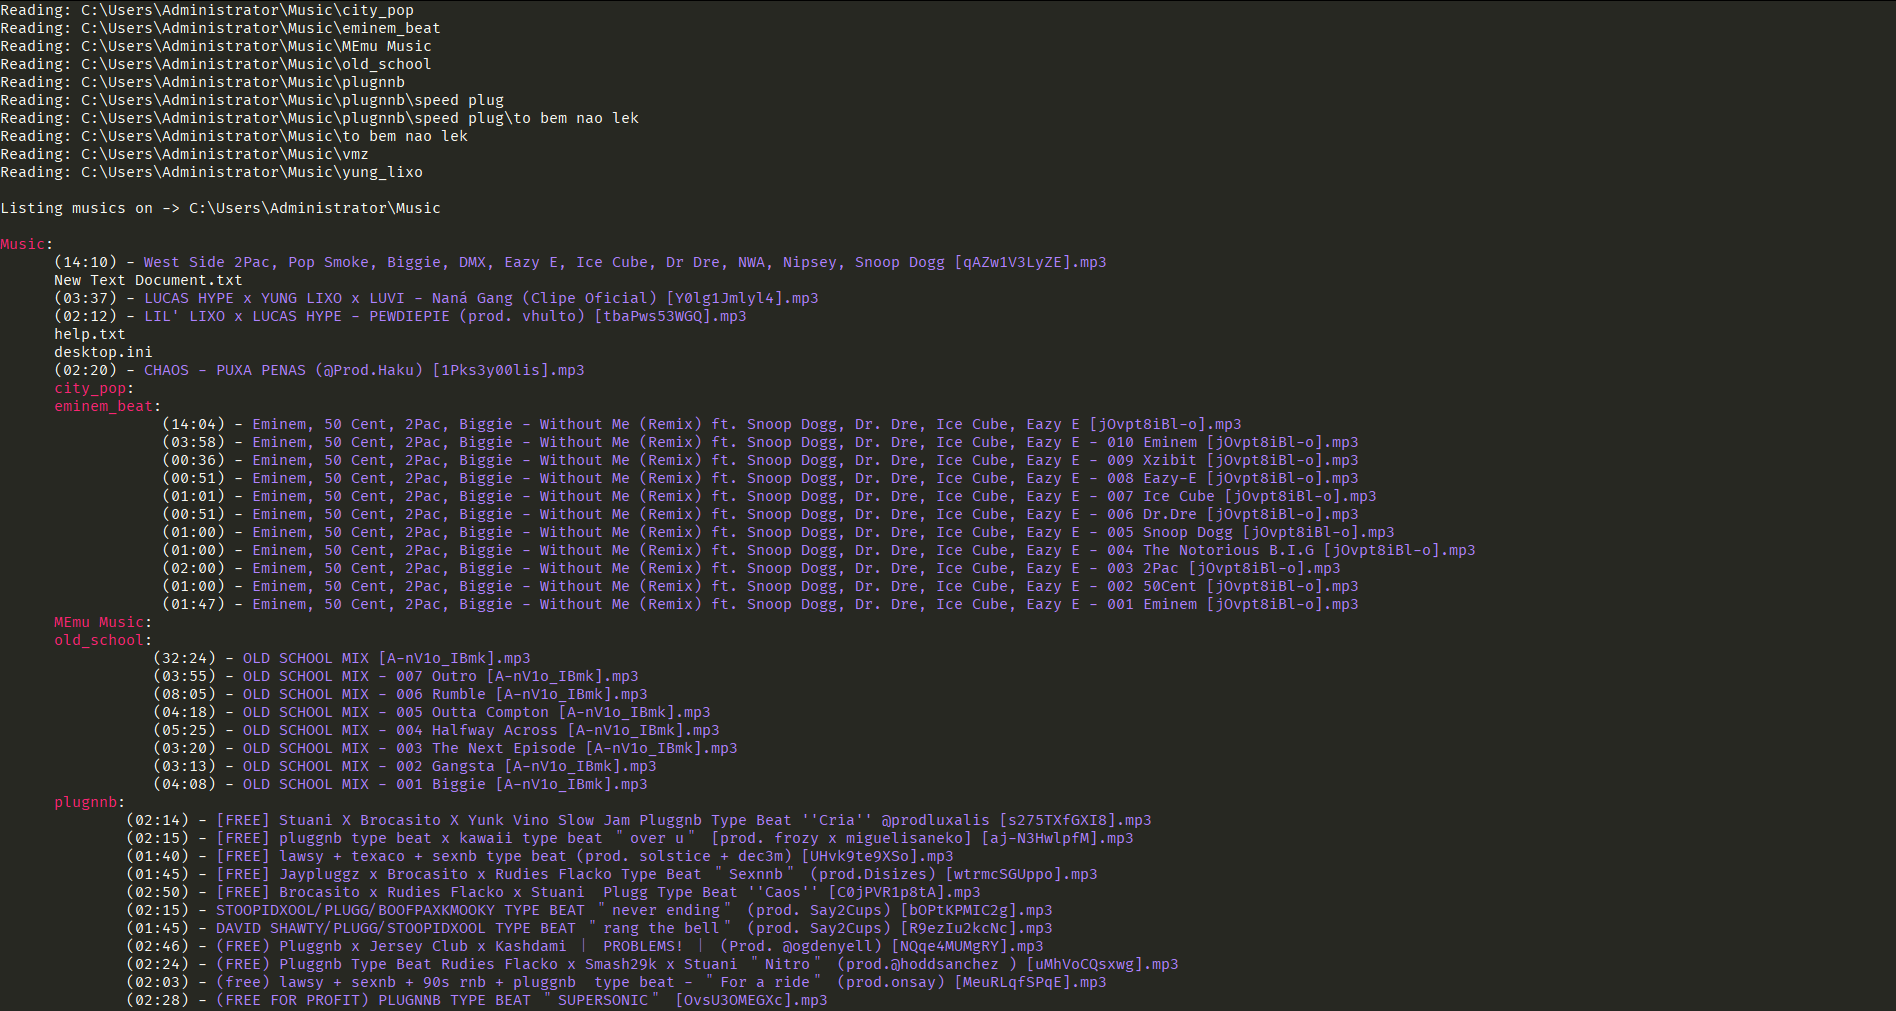 Reading: C:\Users\Administrator\Music\city_pop
Reading: C:\Users\Administrator\Music\eminem_beat
Reading: C:\Users\Administrator\Music\MEmu Music
Reading: C:\Users\Administrator\Music\old_school
Reading: C:\Users\Administrator\Music\plugnnb
Reading: C:\Users\Administrator\Music\plugnnb\speed plug
Reading: C:\Users\Administrator\Music\plugnnb\speed plug\to bem nao lek
Reading: C:\Users\Administrator\Music\to bem nao lek
Reading: C:\Users\Administrator\Music\vmz
Reading: C:\Users\Administrator\Music\yung_lixo
Listing musics on -> C:\Users\Administrator\Music
Music:
(14:10) - West Side 2Pac, Pop Smoke, Biggie, DMX, Eazy E, Ice Cube, Dr Dre, NWA, Nipsey, Snoop Dogg [qAZw1V3LyZE].mp3
New Text Document.txt
(03:37) - LUCAS HYPE x YUNG LIXO x LUVI - Naná Gang (Clipe Oficial) [Y0lg1Jmlyl4].mp3
(02:12) - LIL' LIXO x LUCAS HYPE - PEWDIEPIE (prod. vhulto) [tbaPws53WGQ].mp3
help.txt
desktop.ini
(02:20) - CHAOS - PUXA PENAS (@Prod.Haku) [1Pks3y00lis].mp3
city_pop:
eminem_beat:
(14:04) - Eminem, 50 Cent, 2Pac, Biggie - Without Me (Remix) ft. Snoop Dogg, Dr. Dre, Ice Cube, Eazy E [jOvpt8iBl-o].mp3
(03:58) - Eminem, 50 Cent, 2Pac, Biggie - Without Me (Remix) ft. Snoop Dogg, Dr. Dre, Ice Cube, Eazy E - 010 Eminem [jOvpt8iBl-o].mp3
(00:36) - Eminem, 50 Cent, 2Pac, Biggie - Without Me (Remix) ft. Snoop Dogg, Dr. Dre, Ice Cube, Eazy E - 009 Xzibit [jOvpt8iBl-o].mp3
(00:51) - Eminem, 50 Cent, 2Pac, Biggie - Without Me (Remix) ft. Snoop Dogg, Dr. Dre, Ice Cube, Eazy E - 008 Eazy-E [jOvpt8iBl-o].mp3
(01:01) - Eminem, 50 Cent, 2Pac, Biggie - Without Me (Remix) ft. Snoop Dogg, Dr. Dre, Ice Cube, Eazy E - 007 Ice Cube [jOvpt8iBl-o].mp3
(00:51) - Eminem, 50 Cent, 2Pac, Biggie - Without Me (Remix) ft. Snoop Dogg, Dr. Dre, Ice Cube, Eazy E - 006 Dr.Dre [jOvpt8iBl-o].mp3
(01:00) - Eminem, 50 Cent, 2Pac, Biggie - Without Me (Remix) ft. Snoop Dogg, Dr. Dre, Ice Cube, Eazy E - 005 Snoop Dogg [jOvpt8iBl-o].mp3
(01:00) - Eminem, 50 Cent, 2Pac, Biggie - Without Me (Remix) ft. Snoop Dogg, Dr. Dre, Ice Cube, Eazy E - 004 The Notorious B.I.G [jOvpt8iBl-o].mp3
(02:00) - Eminem, 50 Cent, 2Pac, Biggie - Without Me (Remix) ft. Snoop Dogg, Dr. Dre, Ice Cube, Eazy E - 003 2Pac [jOvpt8iBl-o].mp3
(01:00) - Eminem, 50 Cent, 2Pac, Biggie - Without Me (Remix) ft. Snoop Dogg, Dr. Dre, Ice Cube, Eazy E - 002 50Cent [jOvpt8iBl-o].mp3
(01:47) - Eminem, 50 Cent, 2Pac, Biggie - Without Me (Remix) ft. Snoop Dogg, Dr. Dre, Ice Cube, Eazy E - 001 Eminem [jOvpt8iBl-o].mp3
MEmu Music:
old_school:
(32:24) - OLD SCHOOL MIX [A-nV1o_IBmk].mp3
(03:55) - OLD SCHOOL MIX - 007 Outro [A-nV1o_IBmk].mp3
(08:05) - OLD SCHOOL MIX - 006 Rumble [A-nV1o_IBmk].mp3
(04:18) - OLD SCHOOL MIX - 005 Outta Compton [A-nV1o_IBmk].mp3
(05:25) - OLD SCHOOL MIX - 004 Halfway Across [A-nV1o_IBmk].mp3
(03:20) - OLD SCHOOL MIX - 003 The Next Episode [A-nV1o_IBmk].mp3
(03:13) - OLD SCHOOL MIX - 002 Gangsta [A-nV1o_IBmk].mp3
(04:08) - OLD SCHOOL MIX - 001 Biggie [A-nV1o_IBmk].mp3
plugnnb:
(02:14) - [FREE] Stuani X Brocasito X Yunk Vino Slow Jam Pluggnb Type Beat ''Cria'' @prodluxalis [s275TXfGXI8].mp3
(02:15) - [FREE] pluggnb type beat x kawaii type beat ＂over u＂ [prod. frozy x miguelisaneko] [aj-N3HwlpfM].mp3
(01:40) - [FREE] lawsy + texaco + sexnb type beat (prod. solstice + dec3m) [UHvk9te9XSo].mp3
(01:45) - [FREE] Jaypluggz x Brocasito x Rudies Flacko Type Beat ＂Sexnnb＂ (prod.Disizes) [wtrmcSGUppo].mp3
(02:50) - [FREE] Brocasito x Rudies Flacko x Stuani  Plugg Type Beat ''Caos'' [C0jPVR1p8tA].mp3
(02:15) - STOOPIDXOOL/PLUGG/BOOFPAXKMOOKY TYPE BEAT ＂never ending＂ (prod. Say2Cups) [bOPtKPMIC2g].mp3
(01:45) - DAVID SHAWTY/PLUGG/STOOPIDXOOL TYPE BEAT ＂rang the bell＂ (prod. Say2Cups) [R9ezIu2kcNc].mp3
(02:46) - (FREE) Pluggnb x Jersey Club x Kashdami ｜ PROBLEMS! ｜ (Prod. @ogdenyell) [NQqe4MUMgRY].mp3
(02:24) - (FREE) Pluggnb Type Beat Rudies Flacko x Smash29k x Stuani ＂Nitro＂ (prod.@hoddsanchez ) [uMhVoCQsxwg].mp3
(02:03) - (free) lawsy + sexnb + 90s rnb + pluggnb  type beat - ＂For a ride＂ (prod.onsay) [MeuRLqfSPqE].mp3
(02:28) - (FREE FOR PROFIT) PLUGNNB TYPE BEAT ＂SUPERSONIC＂ [OvsU3OMEGXc].mp3